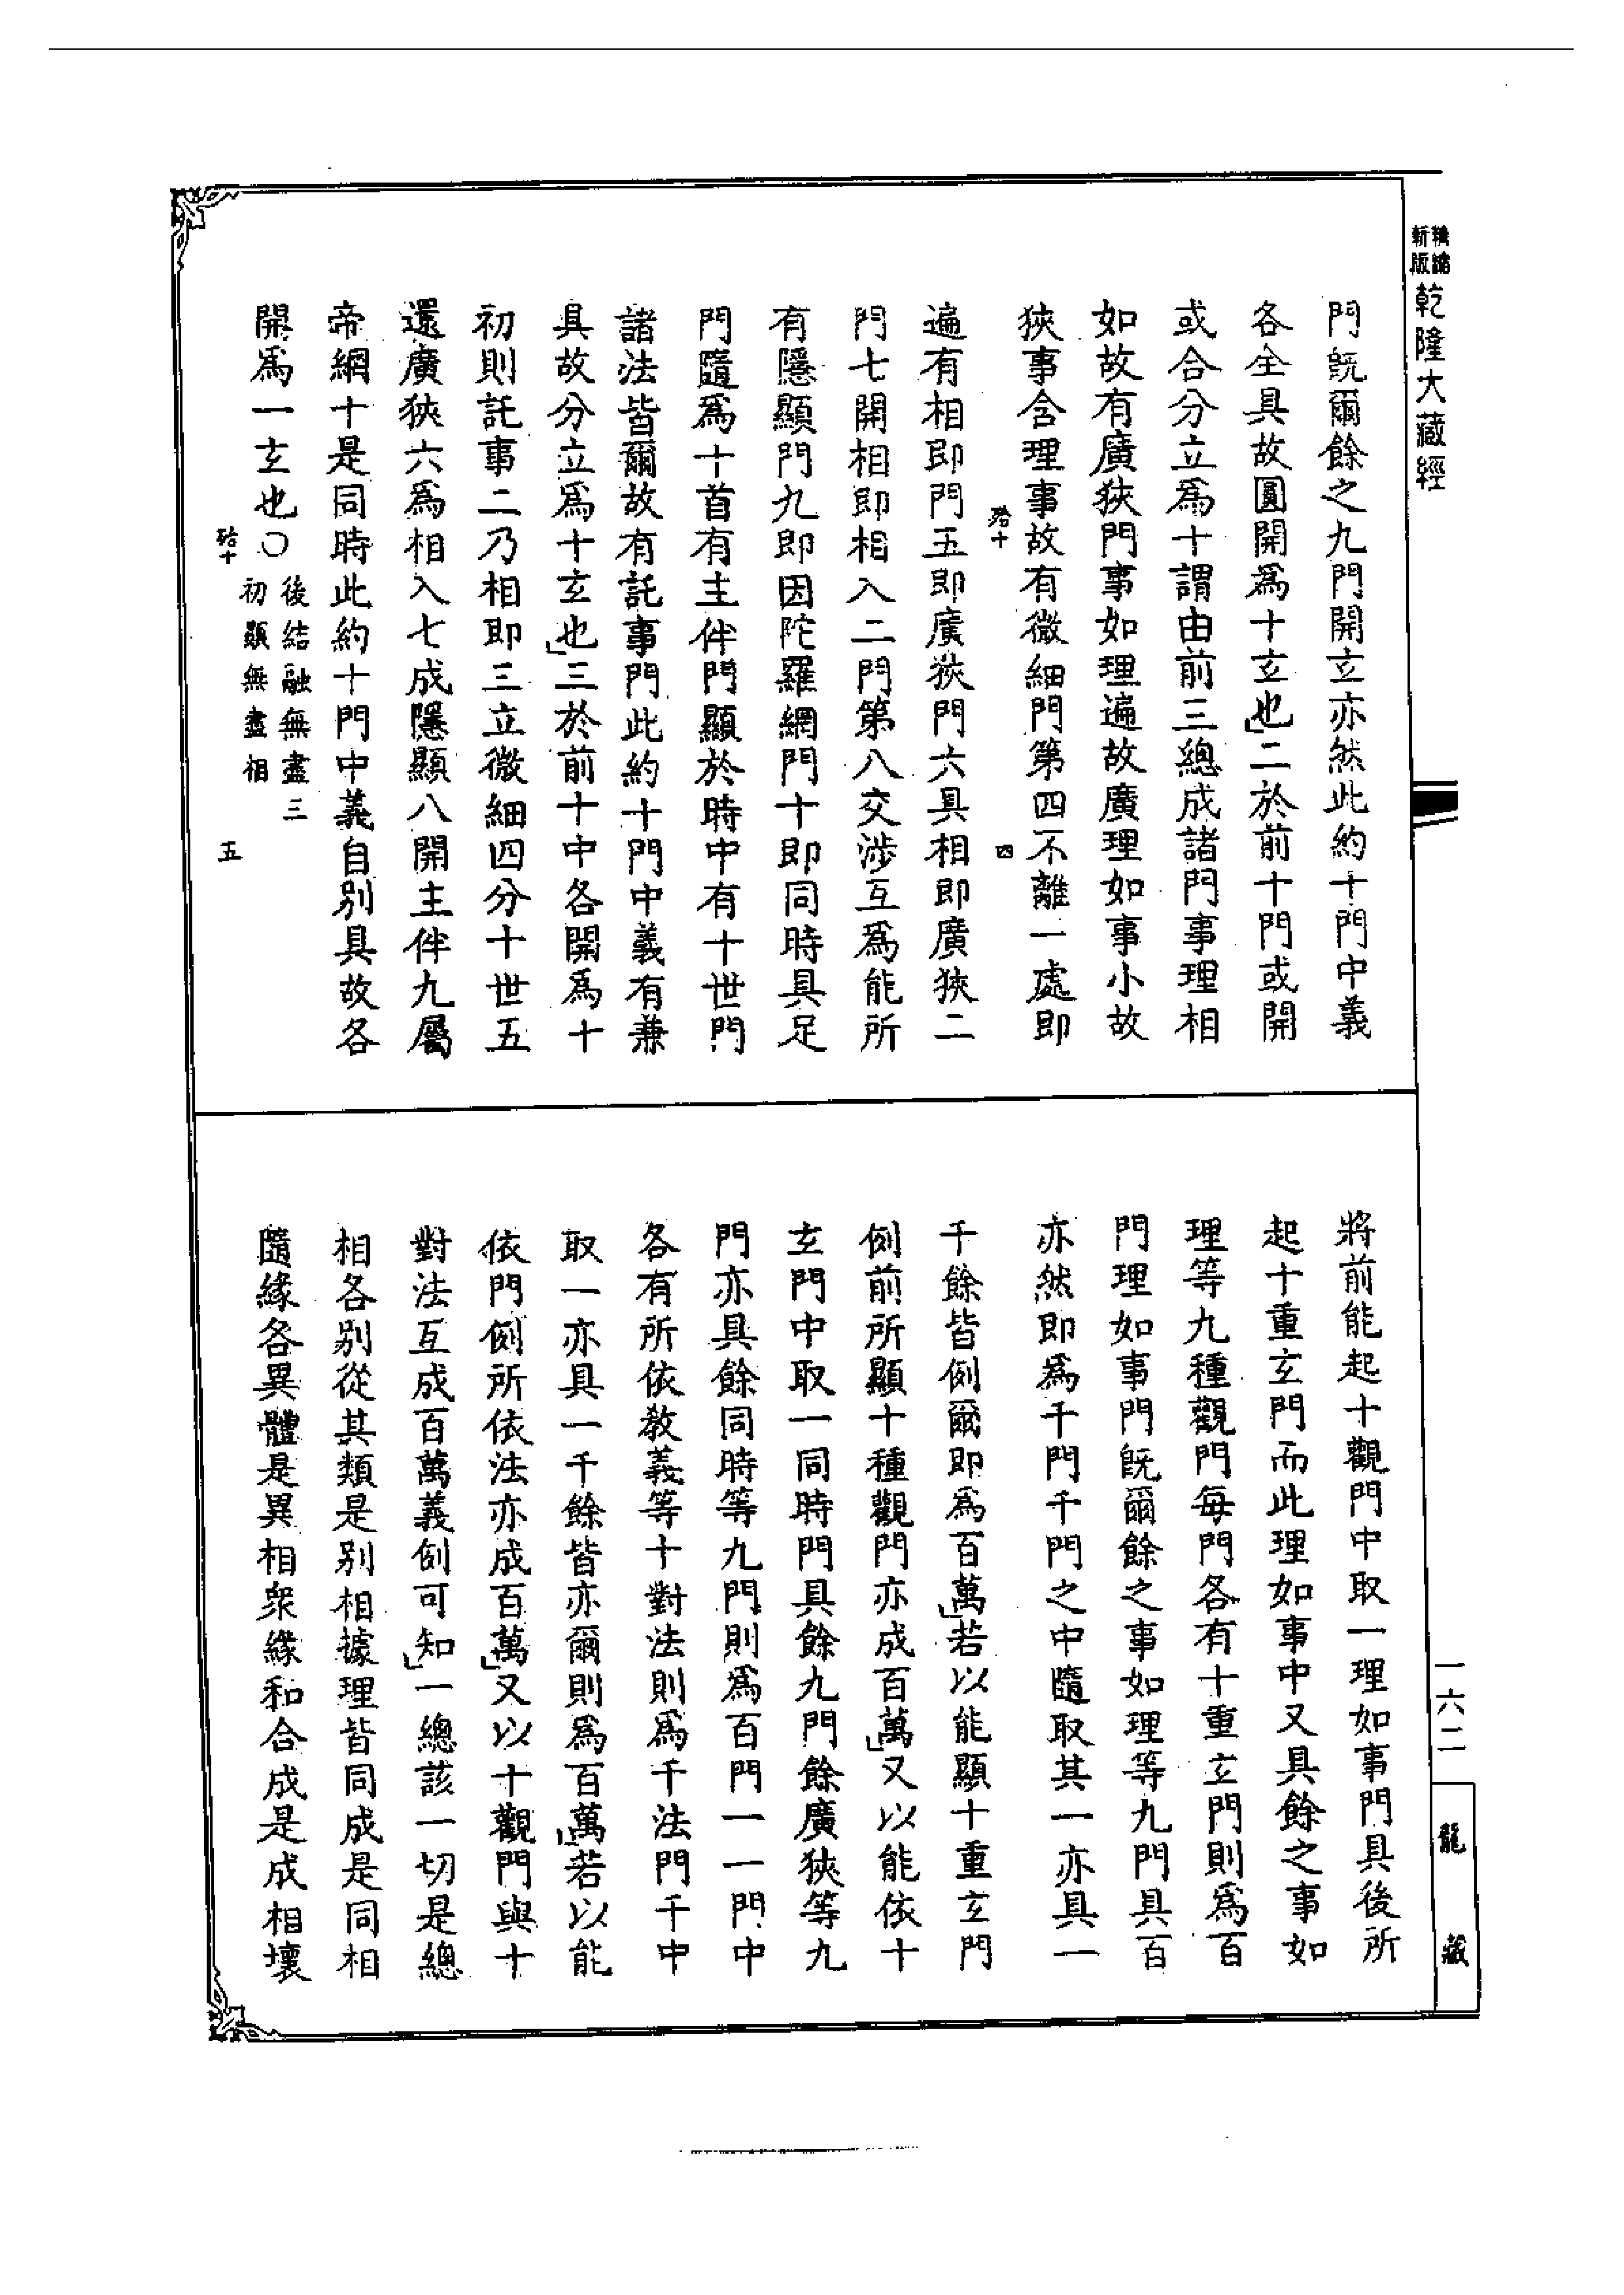 精縮
新版
乾隆大藏經
門既爾餘之九門開立亦然此約十門中義
各全具故圓開爲十玄也二於前十門或開
或合分立爲十謂由前三總成諸門事理相
如故有廣狹門事如理遍故廣理如事小故
狹事含理事故有微細門第四不離一處即
四
遍有相即門五即廣狹門六具相即廣狹二
門七開相即相入二門第八交涉互爲能所
有隱顯門九即因陀羅網門十即同時具足
門隨爲十首有主伴門顯於時中有十世門
諸法皆爾故有託事門此約十門中義有兼
具故分立爲十玄也三於前十中各開爲十
初則託事二乃相即三立微細四分十世五
還廣狹六爲相入七成隱顯八開主伴九屬
帝網十是同時此約十門中義自別具故各
開爲一玄也〇
後結融無盡三
初顯無盡相
五
將前能起十觀門中取一理如事門具後所
起十重玄門而此理如事中又具餘之事如
理等九種觀門每門各有十重玄門則爲百
門理如事門既爾餘之事如理等九門具百
亦然即爲千門千門之中隨取其一亦具一
千餘皆例爾即爲百萬若以能顯十重玄門
例前所顯十種觀門亦成百萬又以能依十
玄門中取一同時門具餘九門餘廣狹等九
門亦具餘同時等九門則爲百門一一門中
各有所依教義等十對法則爲千法門千中
取一亦具一千餘皆亦爾則爲百萬若以能
依門例所依法亦成百萬又以十觀門與十
對法互成百萬義例可知一總該一切是總
相各別從其類是別相據理皆同成是同相
隨緣各異體是異相衆緣和合成是成相壞
一六二
龍藏